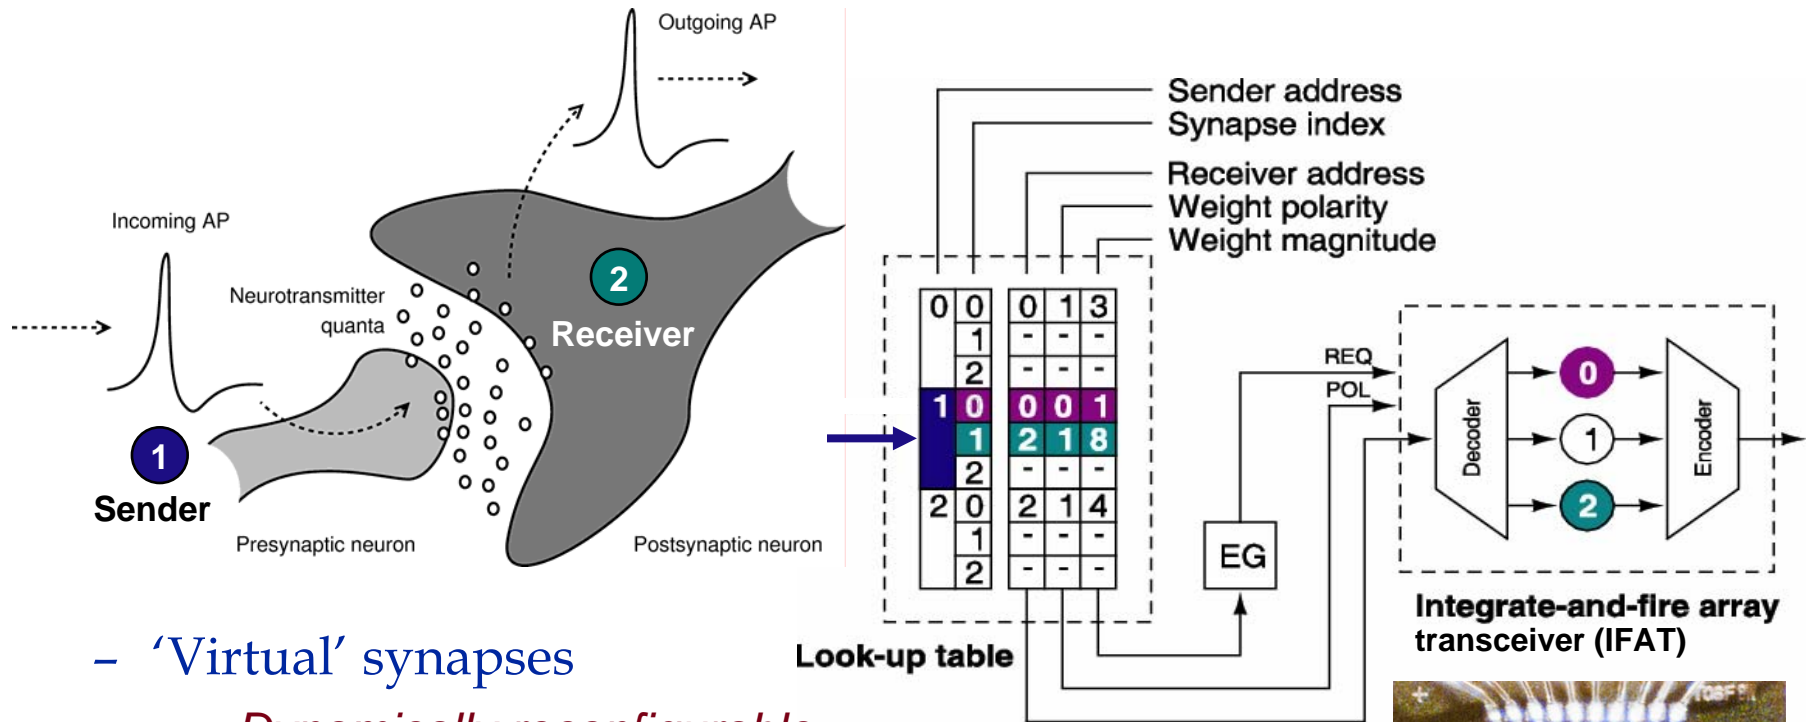 Outgoing AP
Incoming AP
Neurotransmitter
quanta
2
Receiver
1
Sender
Presynaptic neuron
Postsynaptic neuron
Sender address
Synapse index
Receiver address
Weight polarity
Weight magnitude
0 0 0 1 3
1 - - -
2 - - -
1 0 0 0 1
1 2 1 8
2 - - -
2 0 2 1 4
1 - - -
2 - - -
Look-up table
EG
REQ
POL
Decoder
0
1
2
Encoder
Integrate-and-fire array
transceiver (IFAT)
– ‘Virtual’ synapses
Dynamically reconfigurable